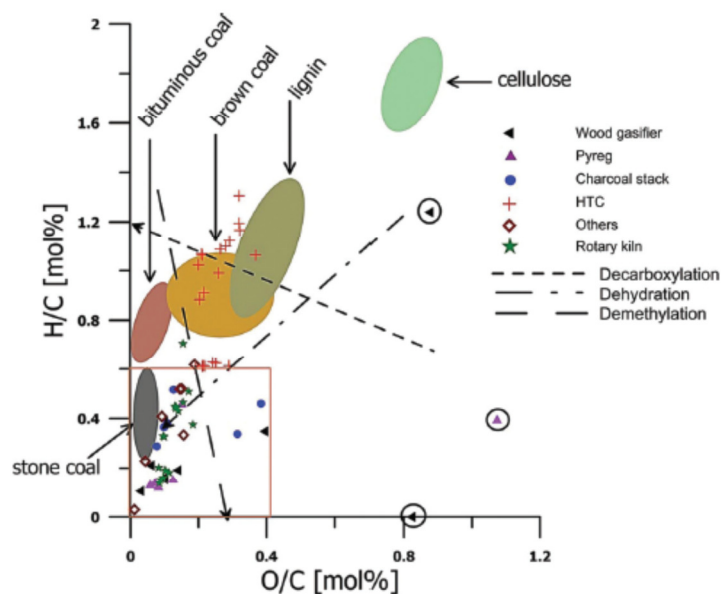 2
1.6
1.2
0.8
0.4
0
H/C [mol%]
0
0.4
0.8
1.2
O/C [mol%]
bituminous coal
brown coal
lignin
cellulose
stone coal
Wood gasifier
Pyreg
Charcoal stack
HTC
Others
Rotary kiln
Decarboxylation
Dehydration
Demethylation